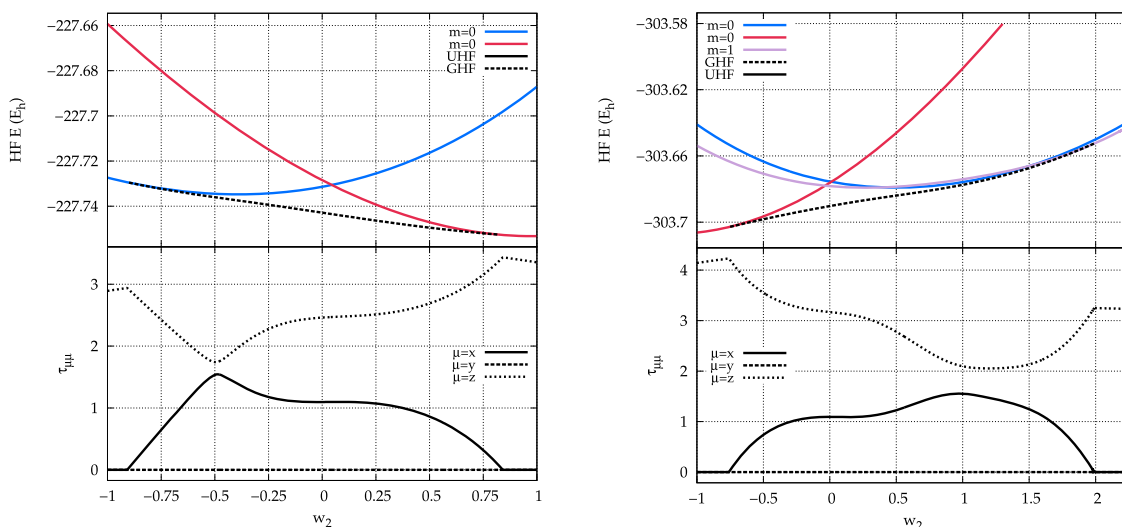 −227.66
−227.68
−227.7
−227.72
−227.74
HF E (Eh)
m=0
m=0
UHF
GHF
3
2
1
0
τμμ
μ=x
μ=y
μ=z
−1 −0.75 −0.5 −0.25 0 0.25 0.5 0.75 1
w2
−303.58
−303.62
−303.66
−303.7
HF E (Eh)
m=0
m=0
m=1
GHF
UHF
4
3
2
1
0
τμμ
μ=x
μ=y
μ=z
−1 −0.5 0 0.5 1 1.5 2
w2